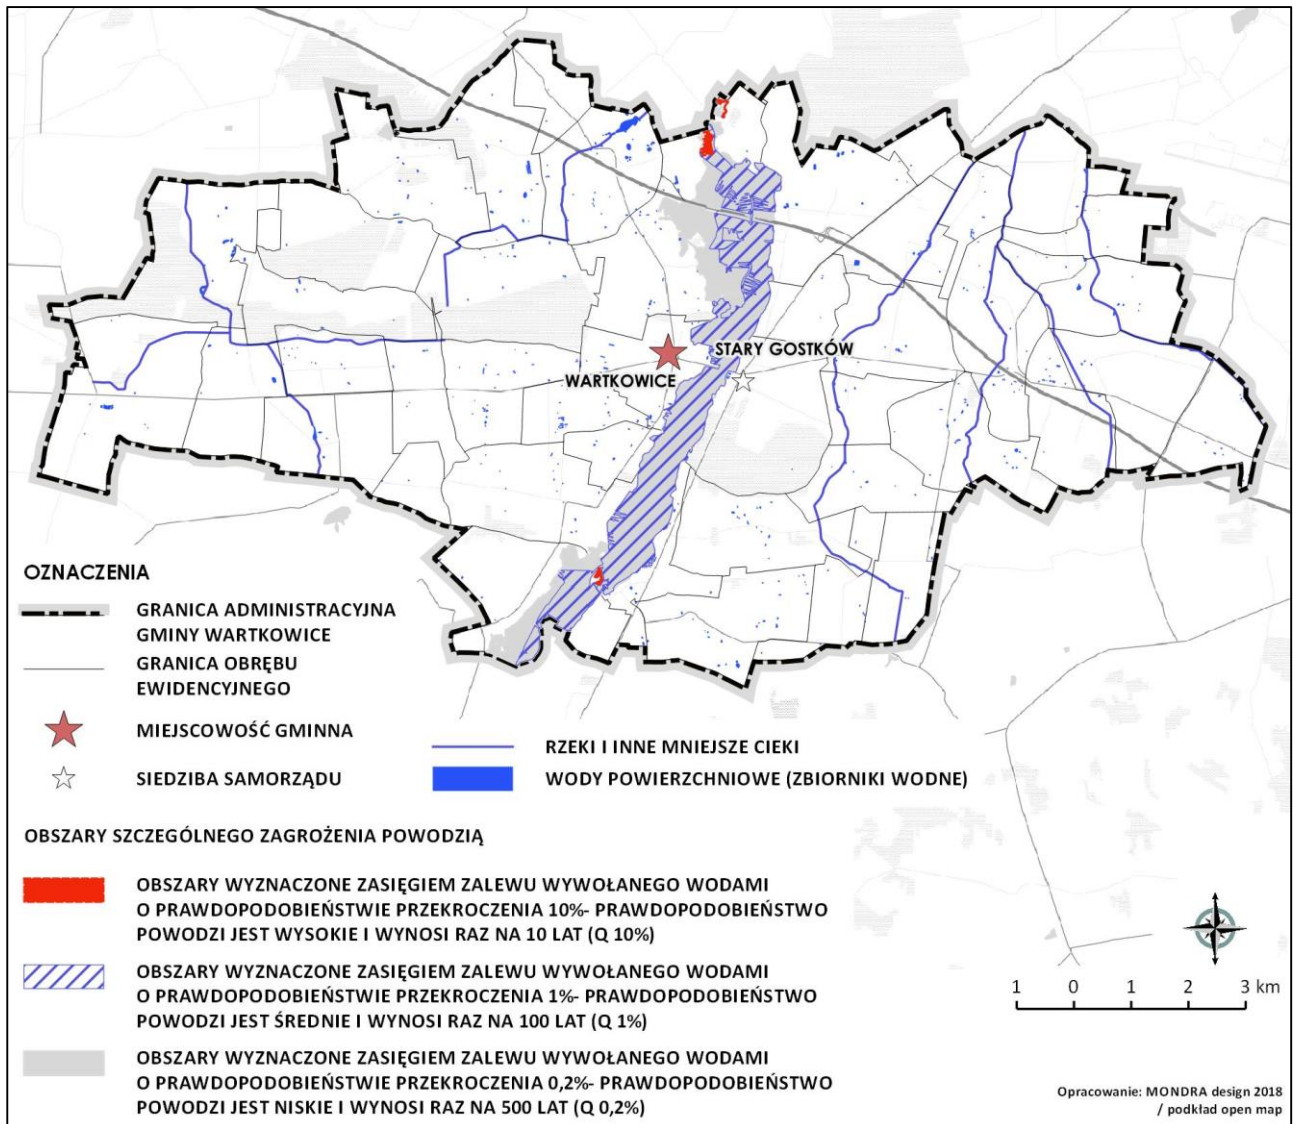 STARY GOSTKÓW
WARTKOWICE
OZNACZENIA
GRANICA ADMINISTRACYJNA
GMINY WARTKOWICE
GRANICA OBRĘBU
EWIDENCYJNEGO
MIEJSCOWOŚĆ GMINNA
SIEDZIBA SAMORZĄDU
RZEKI I INNE MNIEJSZE CIEKI
WODY POWIERZCHNIOWE (ZBIORNIKI WODNE)
OBSZARY SZCZEGÓLNEGO ZAGROŻENIA POWODZIĄ
OBSZARY WYZNACZONE ZASIĘGIEM ZALEWU WYWOŁANEGO WODAMI
O PRAWDOPODOBIEŃSTWIE PRZEKROCZENIA 10%- PRAWDOPODOBIEŃSTWO
POWODZI JEST WYSOKIE I WYNOSI RAZ NA 10 LAT (Q 10%)
OBSZARY WYZNACZONE ZASIĘGIEM ZALEWU WYWOŁANEGO WODAMI
O PRAWDOPODOBIEŃSTWIE PRZEKROCZENIA 1%- PRAWDOPODOBIEŃSTWO
POWODZI JEST ŚREDNIE I WYNOSI RAZ NA 100 LAT (Q 1%)
OBSZARY WYZNACZONE ZASIĘGIEM ZALEWU WYWOŁANEGO WODAMI
O PRAWDOPODOBIEŃSTWIE PRZEKROCZENIA 0,2%- PRAWDOPODOBIEŃSTWO
POWODZI JEST NISKIE I WYNOSI RAZ NA 500 LAT (Q 0,2%)
1 0 1 2 3 km
Opracowanie: MONDRA design 2018
/ podkład open map